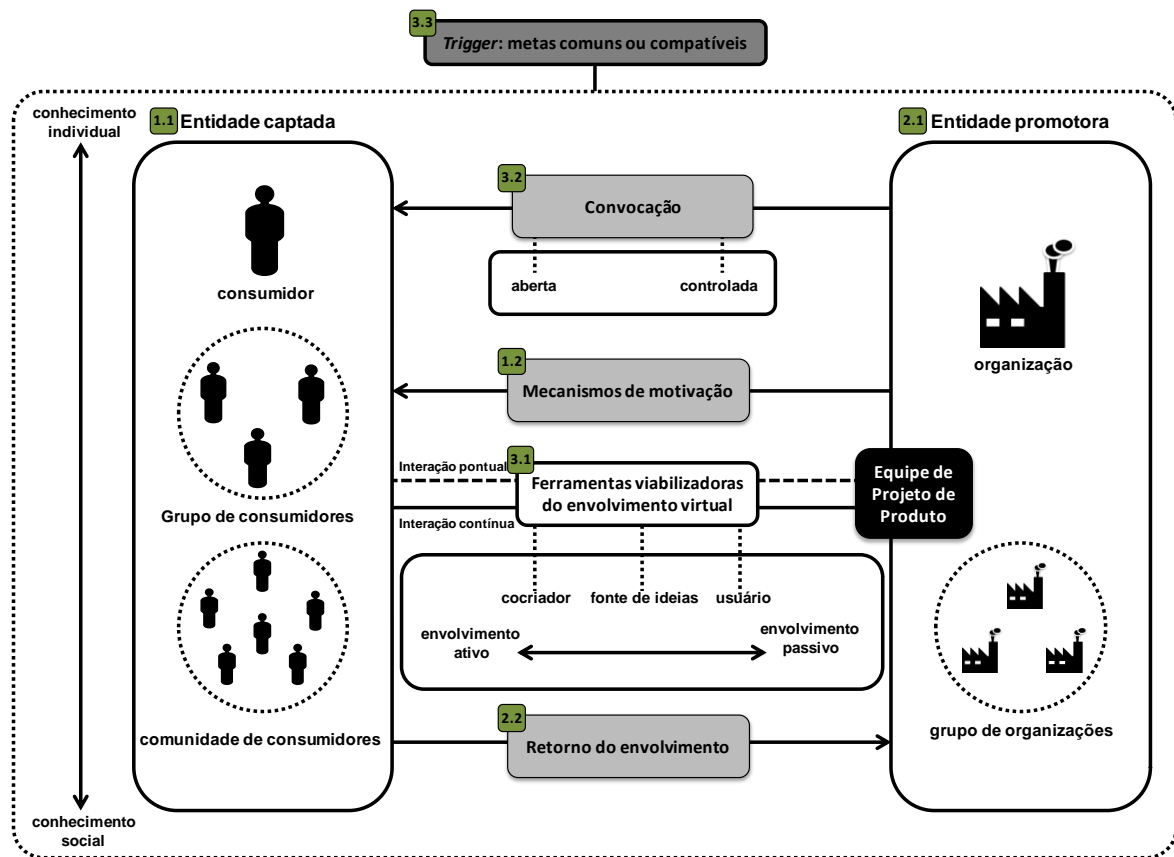 3.3
Trigger: metas comuns ou compatíveis
conhecimento
individual
1.1 Entidade captada
2.1 Entidade promotora
3.2
Convocação
aberta
controlada
consumidor
organização
1.2
Mecanismos de motivação
Interação pontual
3.1
Ferramentas viabilizadoras
do envolvimento virtual
Equipe de
Projeto de
Produto
Grupo de consumidores
Interação contínua
cocriador
fonte de ideias
usuário
envolvimento
ativo
envolvimento
passivo
2.2
Retorno do envolvimento
comunidade de consumidores
grupo de organizações
conhecimento
social